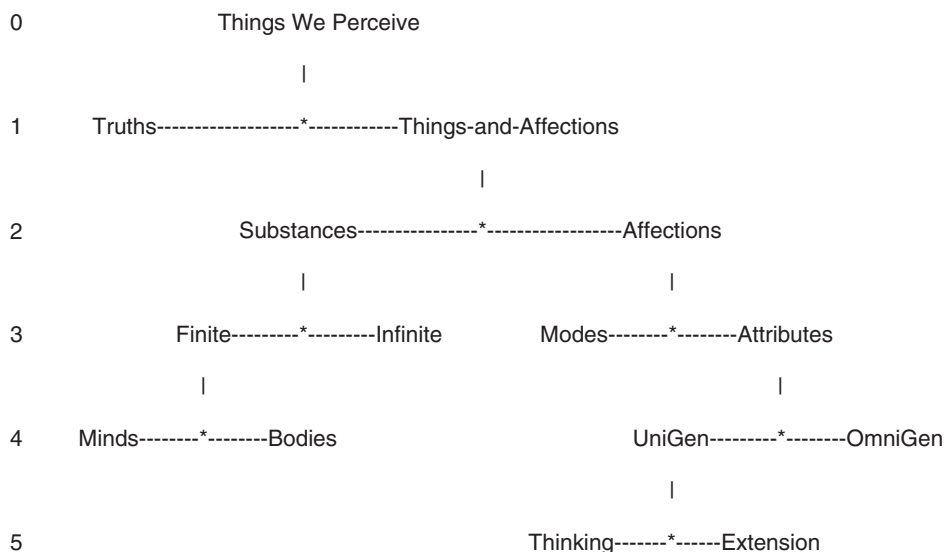 0 Things We Perceive
|
1 Truths-------------------*------------Things-and-Affections
|
2 Substances----------------*------------------Affections
| |
3 Finite---------*---------Infinite Modes--------*--------Attributes
| |
4 Minds--------*--------Bodies UniGen---------*--------OmniGen
|
5 Thinking-------*------Extension